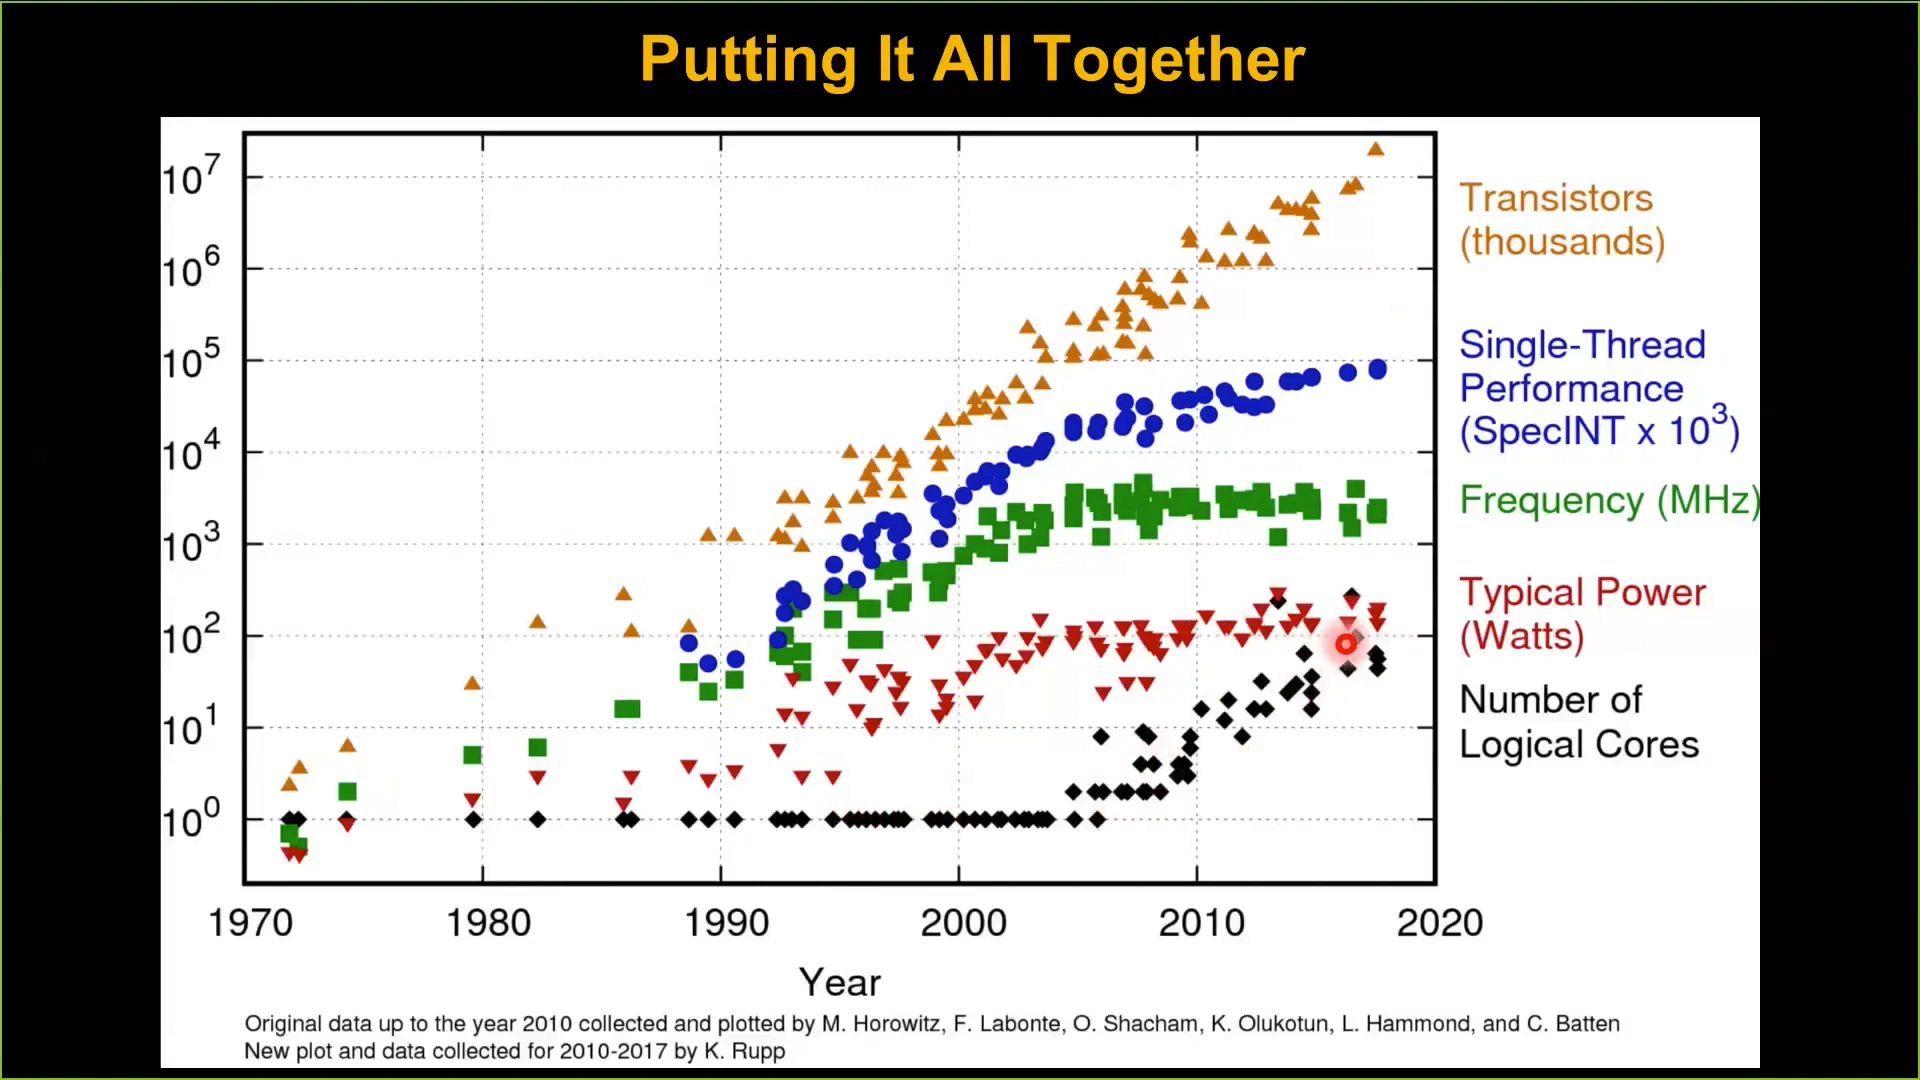 Putting It All Together
10^7
10^6
10^5
10^4
10^3
10^2
10^1
10^0
Transistors
(thousands)
Single-Thread
Performance
(SpecINT x 10^3)
Frequency (MHz)
Typical Power
(Watts)
Number of
Logical Cores
1970 1980 1990 2000 2010 2020
Year
Original data up to the year 2010 collected and plotted by M. Horowitz, F. Labonte, O. Shacham, K. Olukotun, L. Hammond, and C. Batten
New plot and data collected for 2010-2017 by K. Rupp